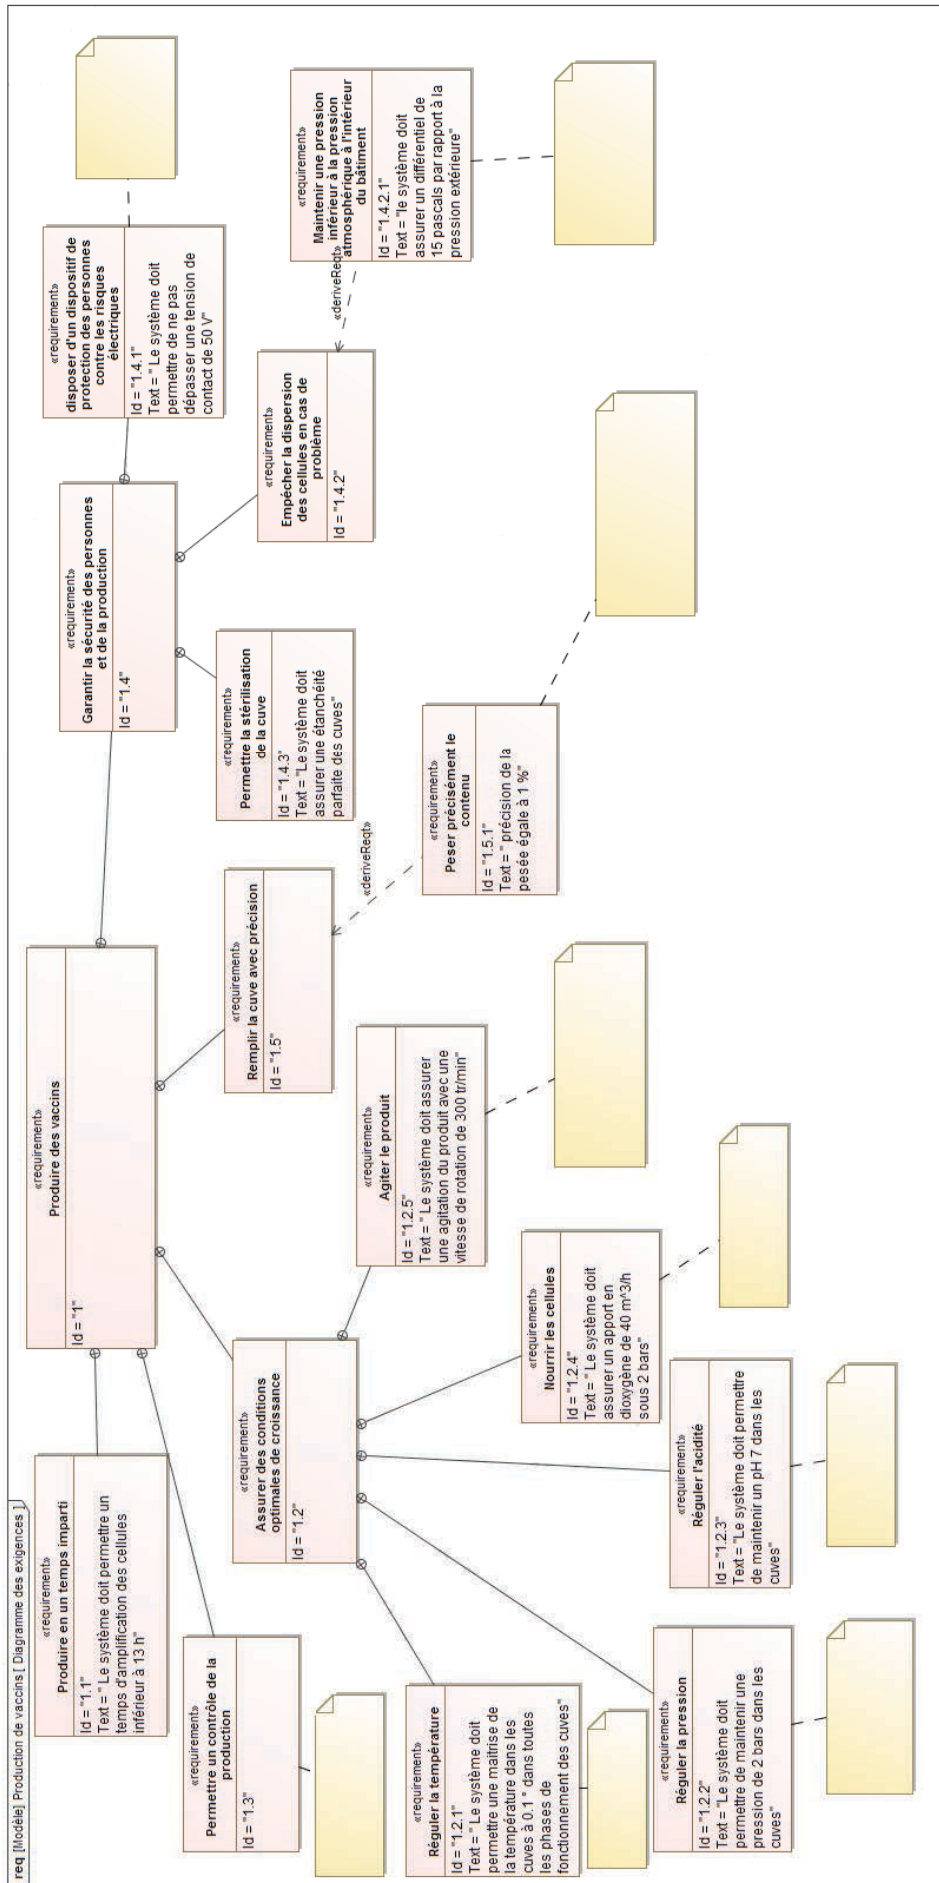 req [Modèle] Production de vaccins [ Diagramme des exigences ]
«requirement»
Produire des vaccins
Id = "1"
«requirement»
Produire en un temps imparti
Id = "1.1"
Text = " Le système doit permettre un
temps d'amplification des cellules
inférieur à 13 h"
«requirement»
Permettre un contrôle de la
production
Id = "1.3"
«requirement»
Assurer des conditions
optimales de croissance
Id = "1.2"
«requirement»
Remplir la cuve avec précision
Id = "1.5"
«requirement»
Garantir la sécurité des personnes
et de la production
Id = "1.4"
«requirement»
disposer d'un dispositif de
protection des personnes
contre les risques
électriques
Id = "1.4.1"
Text = " Le système doit
permettre de ne pas
dépasser une tension de
contact de 50 V"
«requirement»
Permettre la stérilisation
de la cuve
Id = "1.4.3"
Text = "Le système doit
assurer une étanchéité
parfaite des cuves"
«requirement»
Empêcher la dispersion
des cellules en cas de
problème
Id = "1.4.2"
«deriveReqt»
«requirement»
Maintenir une pression
inférieur à la pression
atmosphérique à l'intérieur
du bâtiment
Id = "1.4.2.1"
Text = "le système doit
assurer un différentiel de
15 pascals par rapport à la
pression extérieure"
«requirement»
Réguler la température
Id = "1.2.1"
Text = " Le système doit
permettre une maitrise de
la température dans les
cuves à 0.1 ° dans toutes
les phases de
fonctionnement des cuves"
«requirement»
Réguler la pression
Id = "1.2.2"
Text = "Le système doit
permettre de maintenir une
pression de 2 bars dans les
cuves"
«requirement»
Réguler l'acidité
Id = "1.2.3"
Text = "Le système doit permettre
de maintenir un pH 7 dans les
cuves"
«requirement»
Nourrir les cellules
Id = "1.2.4"
Text = " Le système doit
assurer un apport en
dioxygène de 40 m^3/h
sous 2 bars"
«requirement»
Agiter le produit
Id = "1.2.5"
Text = " Le système doit assurer
une agitation du produit avec une
vitesse de rotation de 300 tr/min"
«deriveReqt»
«requirement»
Peser précisément le
contenu
Id = "1.5.1"
Text = " précision de la
pesée égale à 1 %"